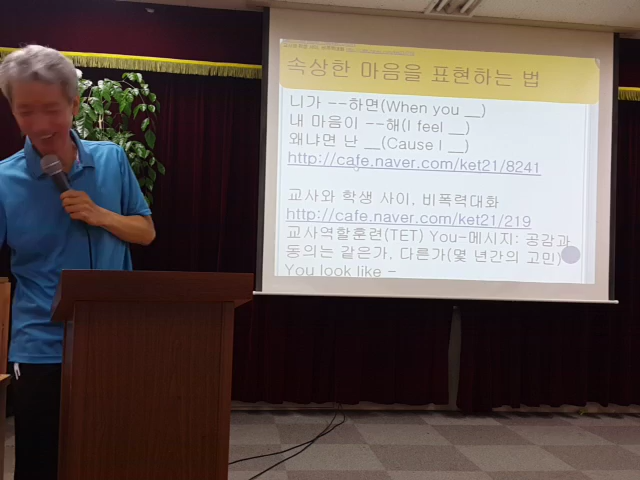 속상한 마음을 표현하는 법
니가 --하면(When you __)
내 마음이 --해(I feel __)
왜냐면 난 __(Cause I __)
http://cafe.naver.com/ket21/8241
교사와 학생 사이, 비폭력대화
http://cafe.naver.com/ket21/219
교사역할훈련(TET) You-메시지: 공감과
동의는 같은가, 다른가(몇 년간의 고민)
You look like -